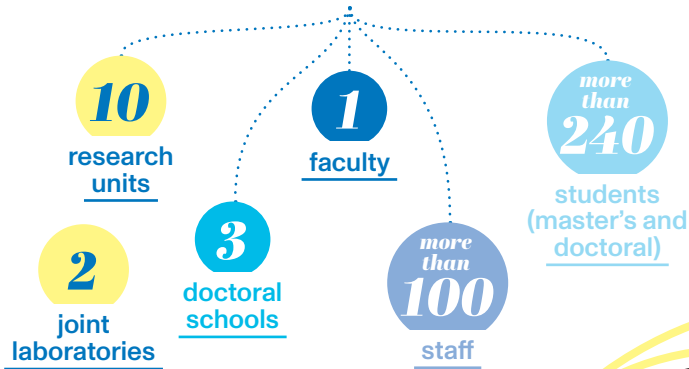 10
research
units
2
joint
laboratories
3
doctoral
schools
1
faculty
more
than
100
staff
more
than
240
students
(master's and
doctoral)